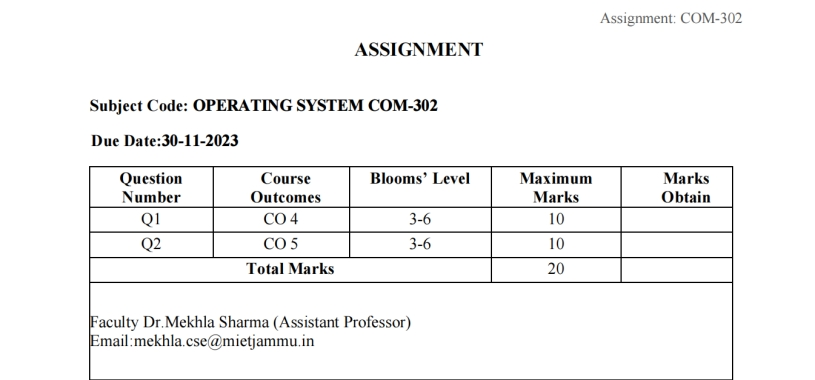 Assignment: COM-302
ASSIGNMENT
Subject Code: OPERATING SYSTEM COM-302
Due Date:30-11-2023
Question Number Course Outcomes Blooms' Level Maximum Marks Marks Obtain
Q1 CO 4 3-6 10
Q2 CO 5 3-6 10
Total Marks 20
Faculty Dr.Mekhla Sharma (Assistant Professor)
Email:mekhla.cse@mietjammu.in